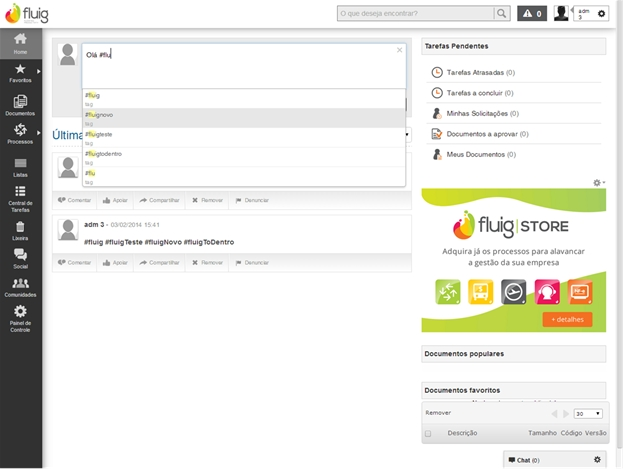 fluig
O que deseja encontrar?
0
adm 3
Home
Favoritos
Documentos
Processos
Listas
Central de Tarefas
Lixeira
Social
Comunidades
Painel de Controle
Olá #flu
#fluig
tag
#fluignovo
tag
#fluigteste
tag
#fluigtodentro
tag
#flu
tag
Última
Comentar Apoiar Compartilhar Remover Denunciar
adm 3 - 03/02/2014 15:41
#fluig #fluigTeste #fluigNovo #fluigToDentro
Comentar Apoiar Compartilhar Remover Denunciar
Tarefas Pendentes
Tarefas Atrasadas (0)
Tarefas a concluir (0)
Minhas Solicitações (0)
Documentos a aprovar (0)
Meus Documentos (0)
fluig STORE
Adquira já os processos para alavancar
a gestão da sua empresa
+ detalhes
Documentos populares
Documentos favoritos
Remover 30
Descrição Tamanho Código Versão
Chat (0)